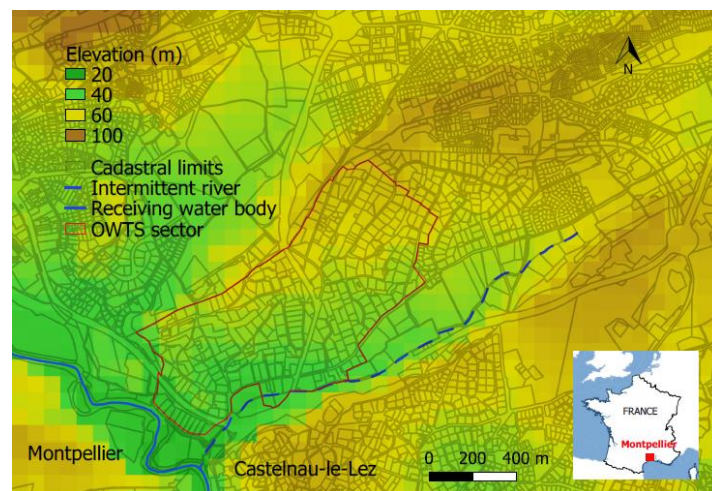 Elevation (m)
20
40
60
100
Cadastral limits
Intermittent river
Receiving water body
OWTS sector
N
FRANCE
Montpellier
Montpellier
Castelnau-le-Lez
0 200 400 m